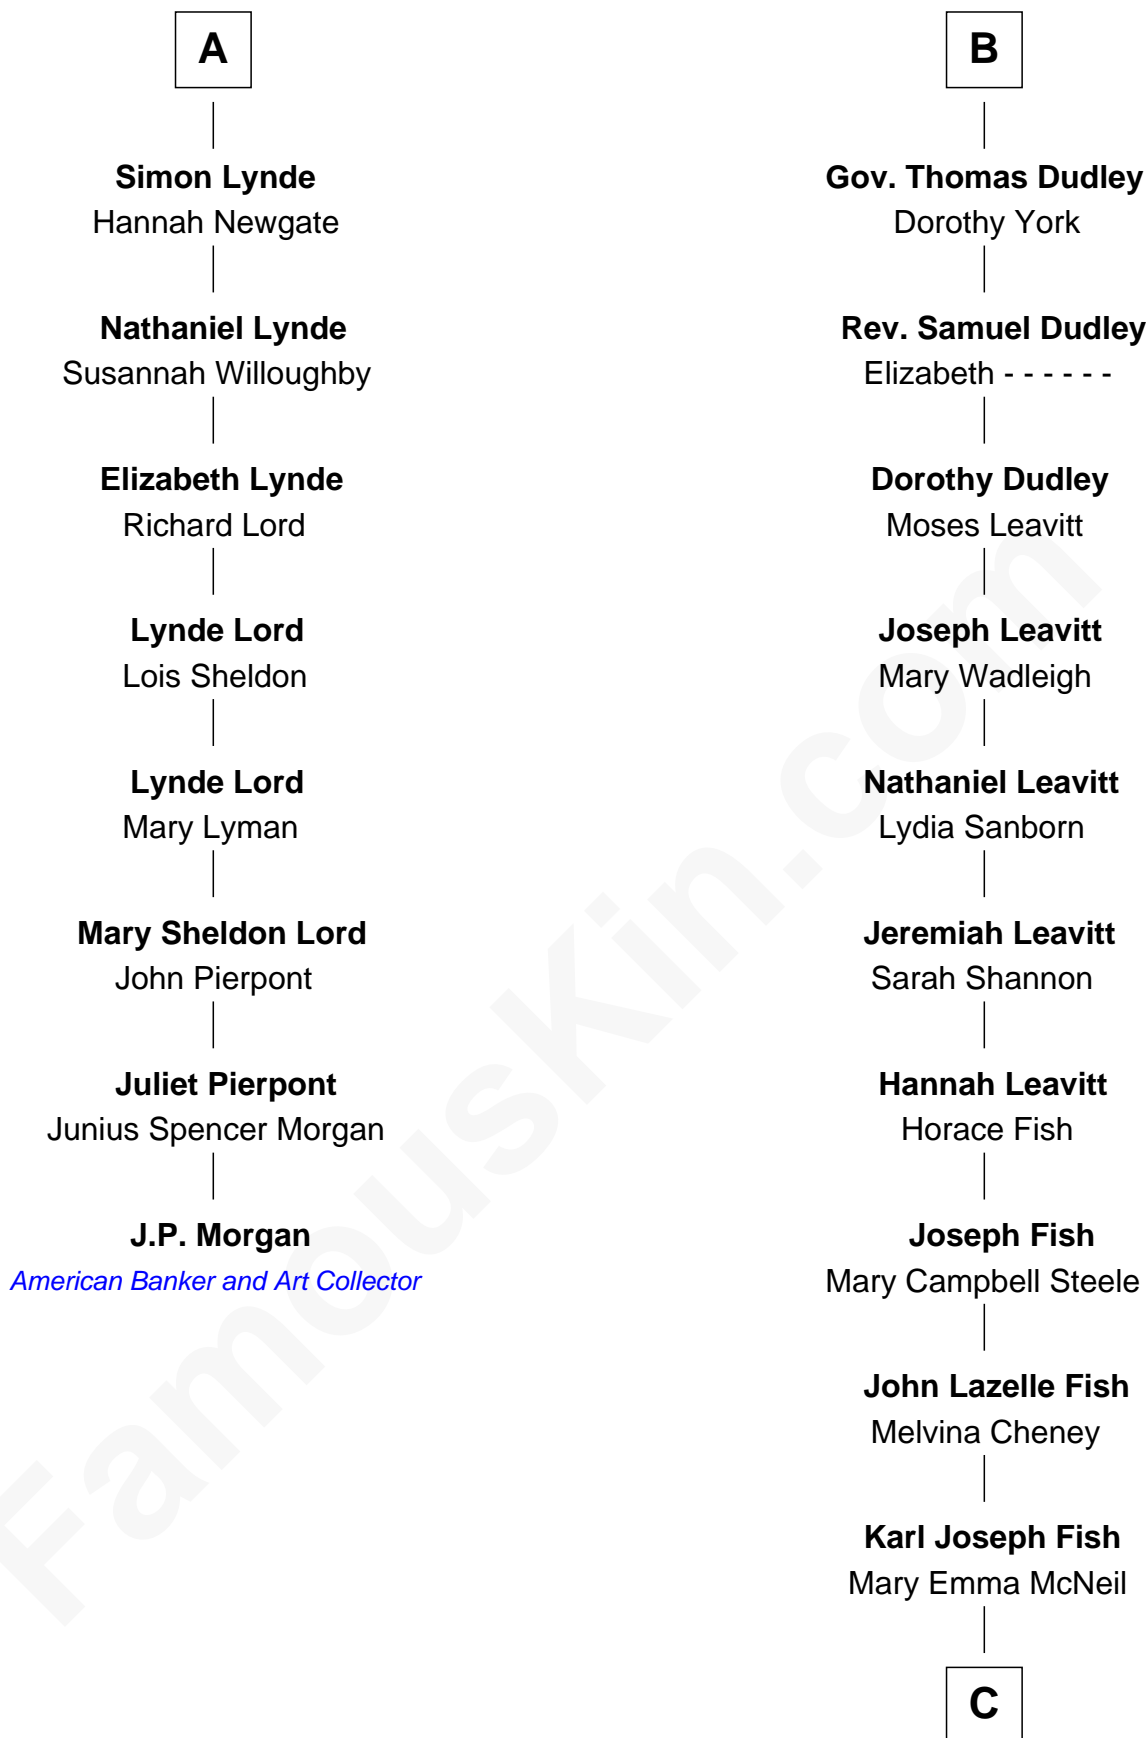 A
Simon Lynde
Hannah Newgate
Nathaniel Lynde
Susannah Willoughby
Elizabeth Lynde
Richard Lord
Lynde Lord
Lois Sheldon
Lynde Lord
Mary Lyman
Mary Sheldon Lord
John Pierpont
Juliet Pierpont
Junius Spencer Morgan
J.P. Morgan
American Banker and Art Collector
B
Gov. Thomas Dudley
Dorothy York
Rev. Samuel Dudley
Elizabeth - - - - - -
Dorothy Dudley
Moses Leavitt
Joseph Leavitt
Mary Wadleigh
Nathaniel Leavitt
Lydia Sanborn
Jeremiah Leavitt
Sarah Shannon
Hannah Leavitt
Horace Fish
Joseph Fish
Mary Campbell Steele
John Lazelle Fish
Melvina Cheney
Karl Joseph Fish
Mary Emma McNeil
C
FamousKin.com